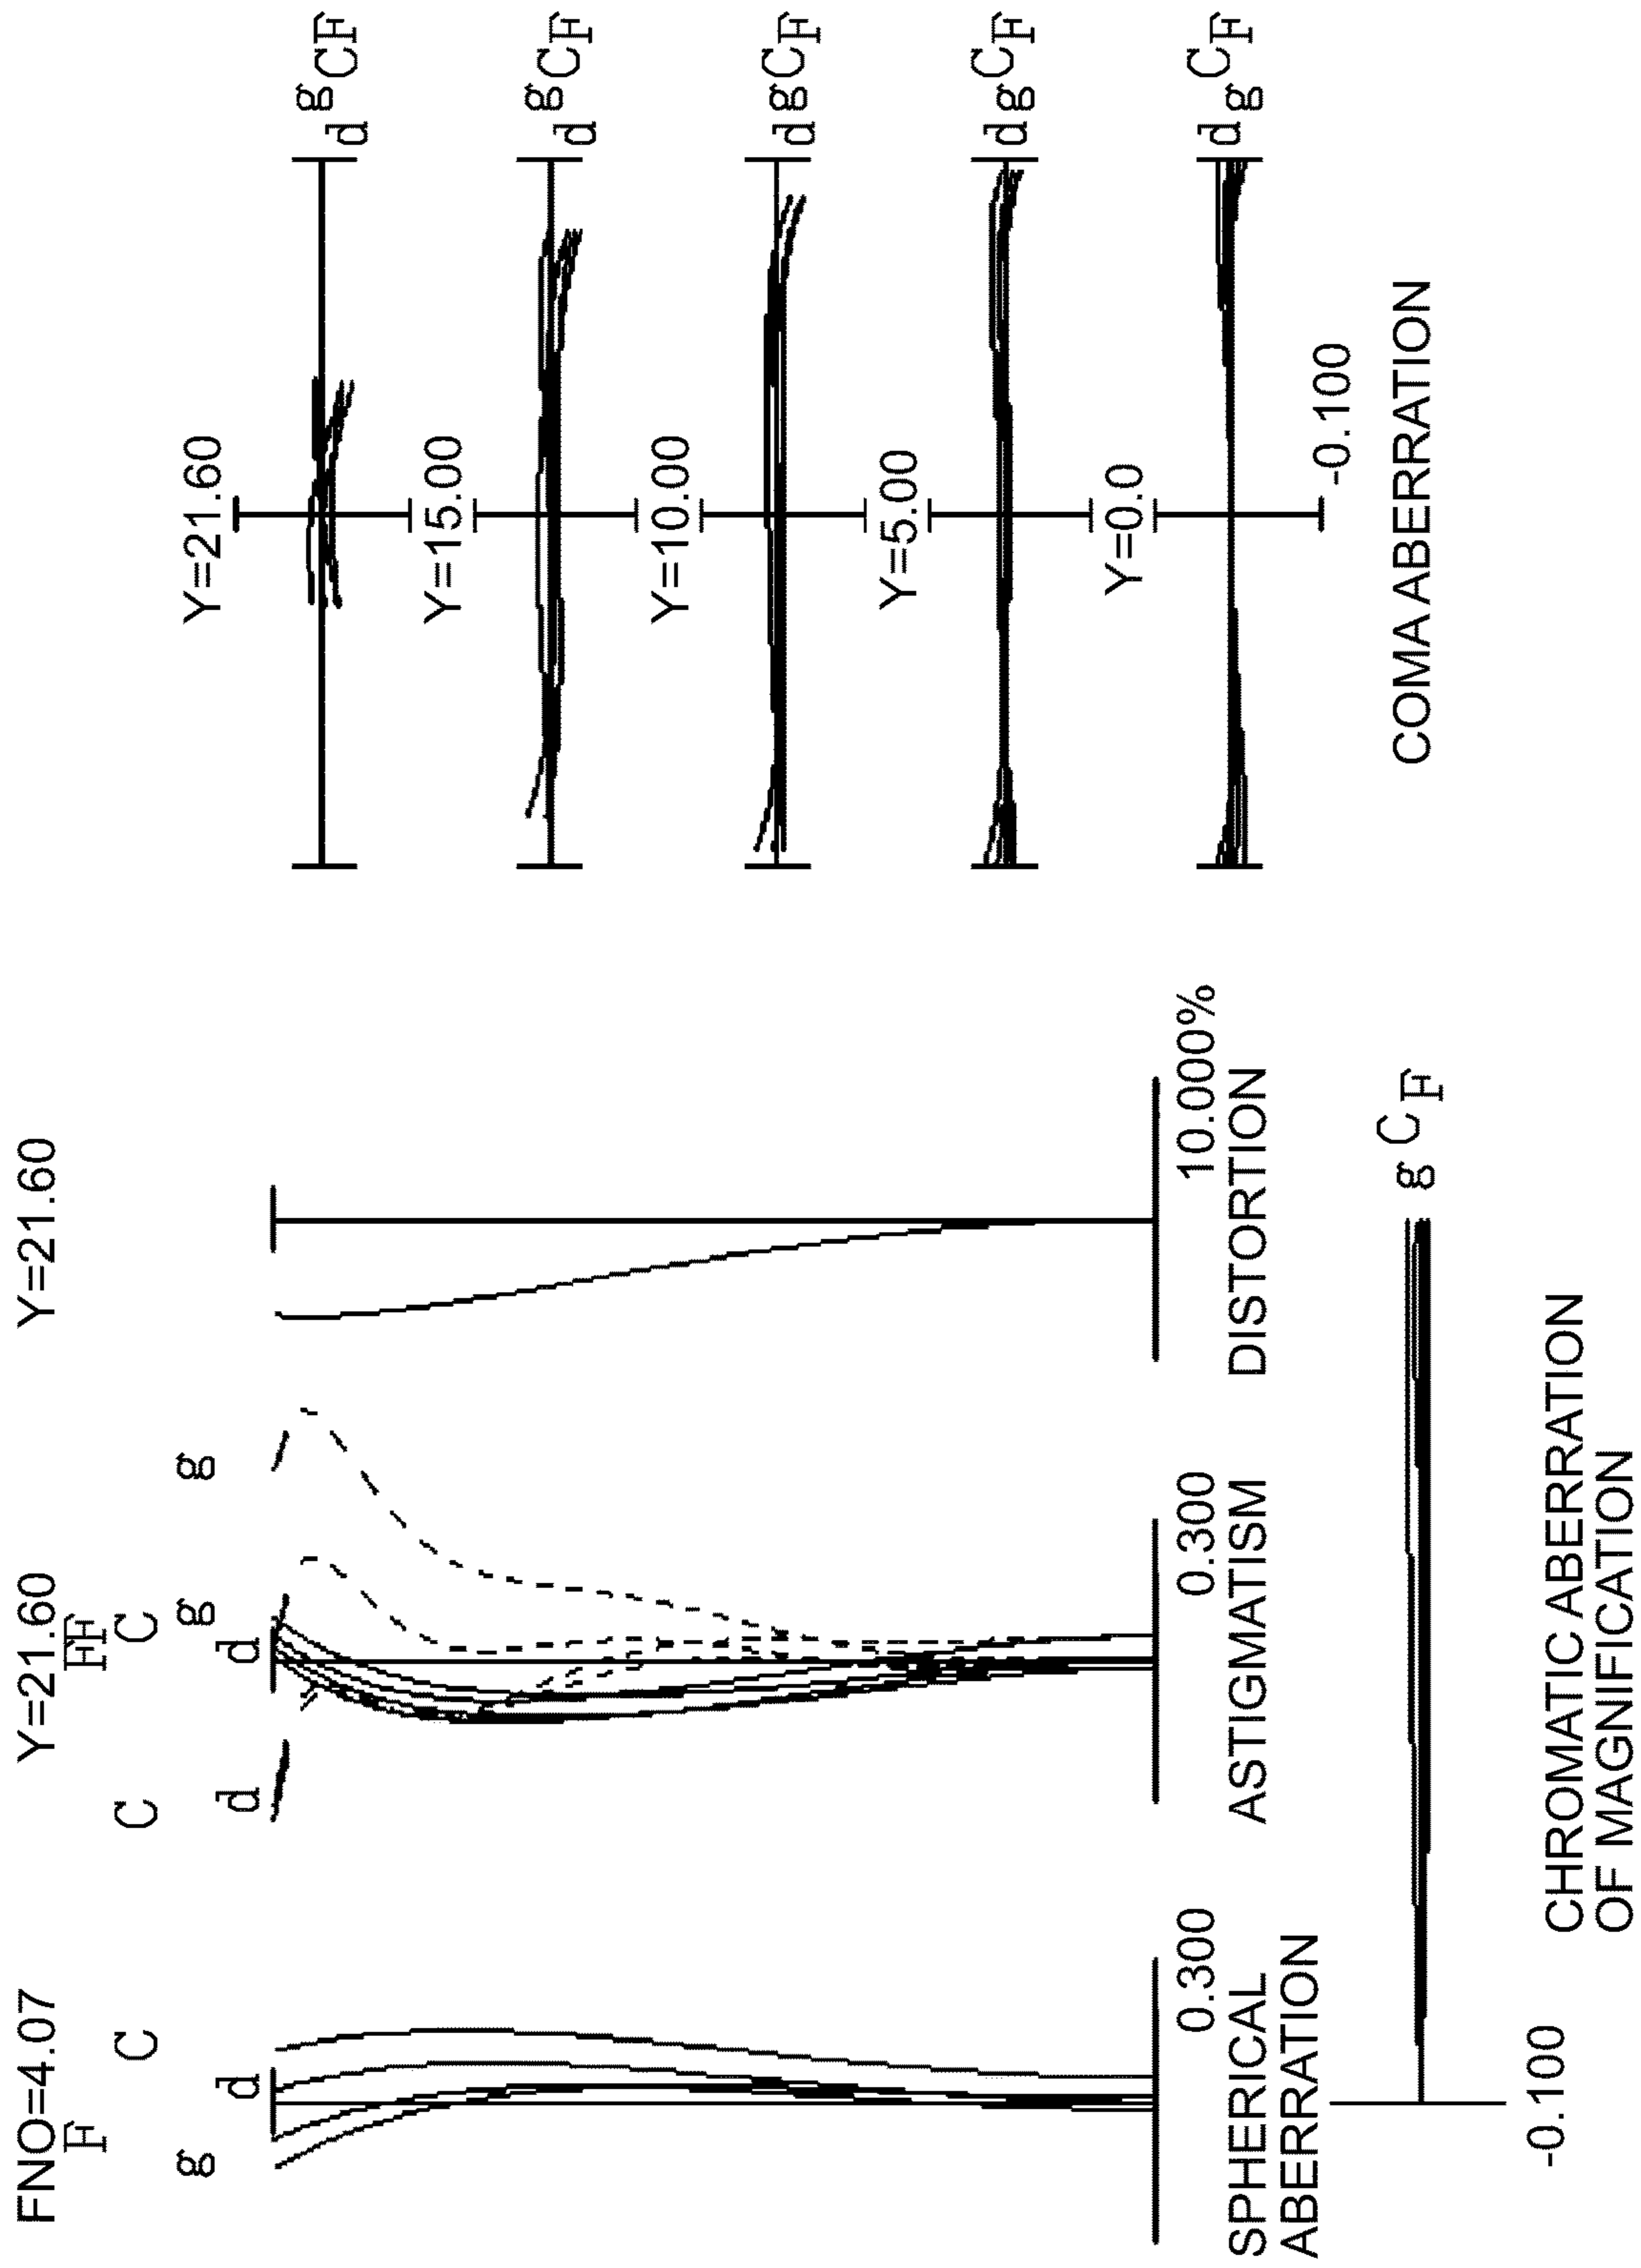 FNO=4.07
F
C
g
d
0.300
SPHERICAL
ABERRATION
Y=21.60
FF
C
C
g
g
d
d
0.300
ASTIGMATISM
Y=21.60
10.000%
DISTORTION
-0.100
g C F
CHROMATIC ABERRATION
OF MAGNIFICATION
Y=21.60
d g C F
Y=15.00
d g C F
Y=10.00
d g C F
Y=5.00
d g C F
Y=0.0
d g C F
-0.100
COMA ABERRATION